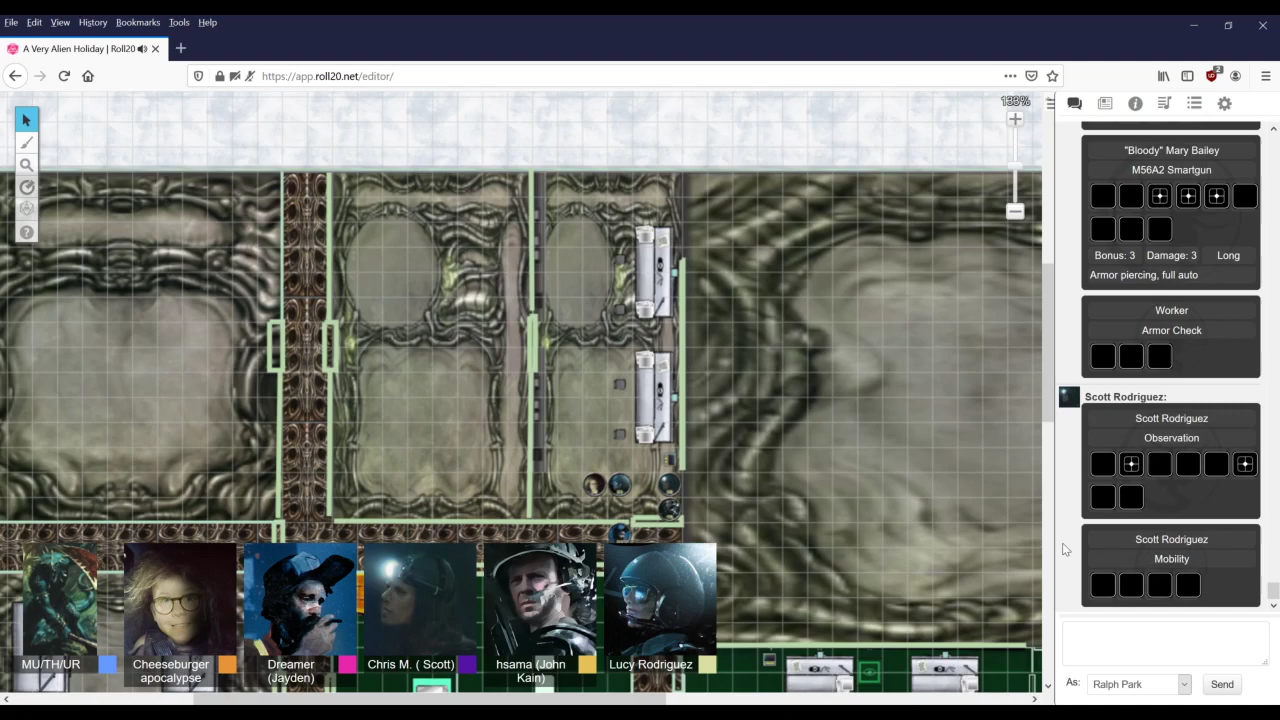 File Edit View History Bookmarks Tools Help
A Very Alien Holiday | Roll20
https://app.roll20.net/editor/
2
138%
"Bloody" Mary Bailey
M56A2 Smartgun
Bonus: 3 Damage: 3 Long
Armor piercing, full auto
Worker
Armor Check
Scott Rodriguez:
Scott Rodriguez
Observation
Scott Rodriguez
Mobility
MU/TH/UR
Cheeseburger
apocalypse
Dreamer
(Jayden)
Chris M. ( Scott)
hsama (John
Kain)
Lucy Rodriguez
As: Ralph Park Send